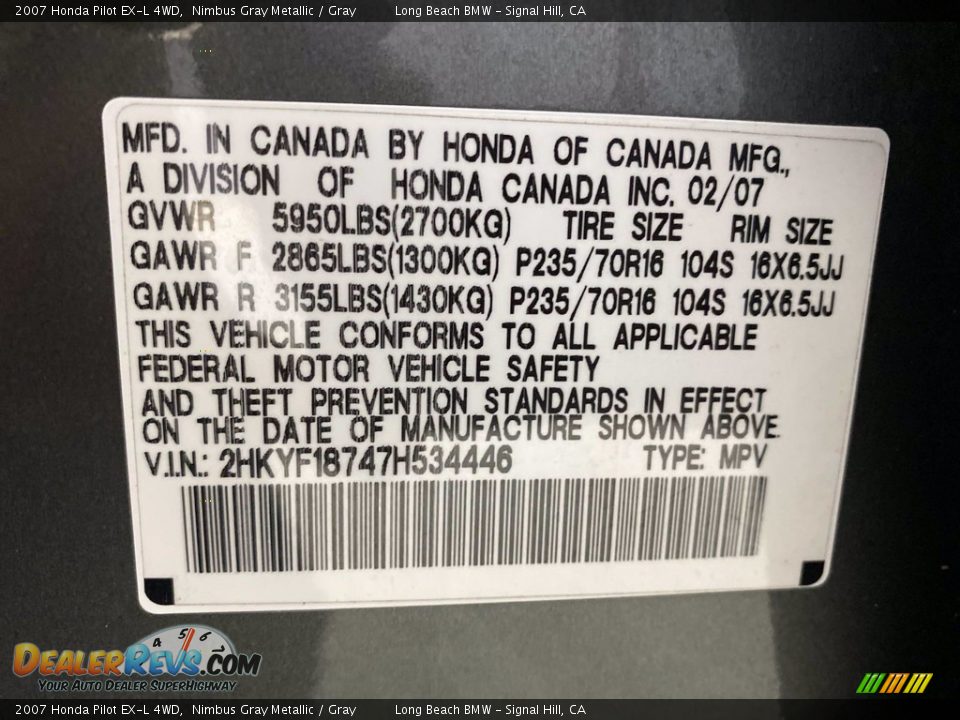 2007 Honda Pilot EX-L 4WD, Nimbus Gray Metallic / Gray Long Beach BMW - Signal Hill, CA
MFD. IN CANADA BY HONDA OF CANADA MFG.,
A DIVISION OF HONDA CANADA INC. 02/07
GVWR 5950LBS(2700KG) TIRE SIZE RIM SIZE
GAWR F 2865LBS(1300KG) P235/70R16 104S 16X6.5JJ
GAWR R 3155LBS(1430KG) P235/70R16 104S 16X6.5JJ
THIS VEHICLE CONFORMS TO ALL APPLICABLE
FEDERAL MOTOR VEHICLE SAFETY
AND THEFT PREVENTION STANDARDS IN EFFECT
ON THE DATE OF MANUFACTURE SHOWN ABOVE.
V.I.N.: 2HKYF18747H534446 TYPE: MPV
4 5 6 7
DEALERREVS.COM
YOUR AUTO DEALER SUPERHIGHWAY
2007 Honda Pilot EX-L 4WD, Nimbus Gray Metallic / Gray Long Beach BMW - Signal Hill, CA